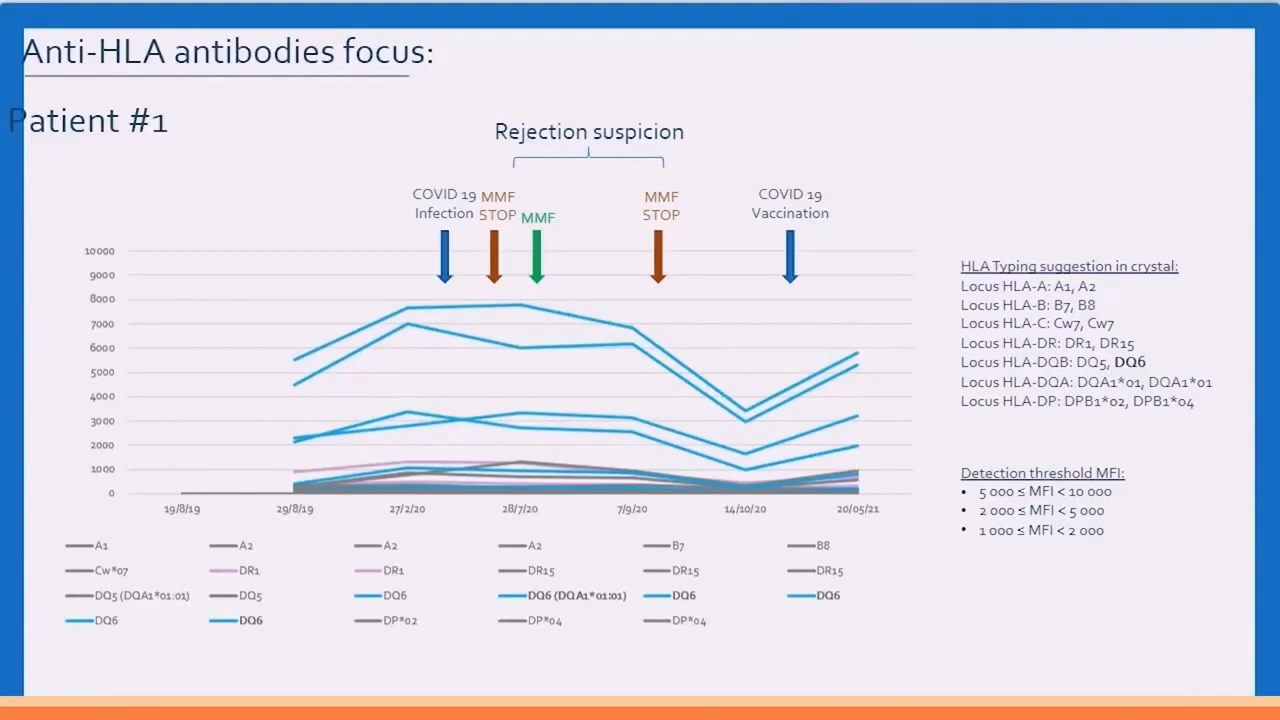 Anti-HLA antibodies focus:
Patient #1
Rejection suspicion
COVID 19
Infection
MMF
STOP
MMF
MMF
STOP
COVID 19
Vaccination
10000
9000
8000
7000
6000
5000
4000
3000
2000
1000
0
19/8/19 29/8/19 27/2/20 28/7/20 7/9/20 14/10/20 20/05/21
A1 A2 A2 A2 B7 B8
Cw*07 DR1 DR1 DR15 DR15 DR15
DQ5 (DQA1*01:01) DQ5 DQ6 DQ6 (DQA1*01:01) DQ6 DQ6
DQ6 DQ6 DP*02 DP*04 DP*04
HLA Typing suggestion in crystal:
Locus HLA-A: A1, A2
Locus HLA-B: B7, B8
Locus HLA-C: Cw7, Cw7
Locus HLA-DR: DR1, DR15
Locus HLA-DQB: DQ5, DQ6
Locus HLA-DQA: DQA1*01, DQA1*01
Locus HLA-DP: DPB1*02, DPB1*04
Detection threshold MFI:
• 5 000 ≤ MFI < 10 000
• 2 000 ≤ MFI < 5 000
• 1 000 ≤ MFI < 2 000